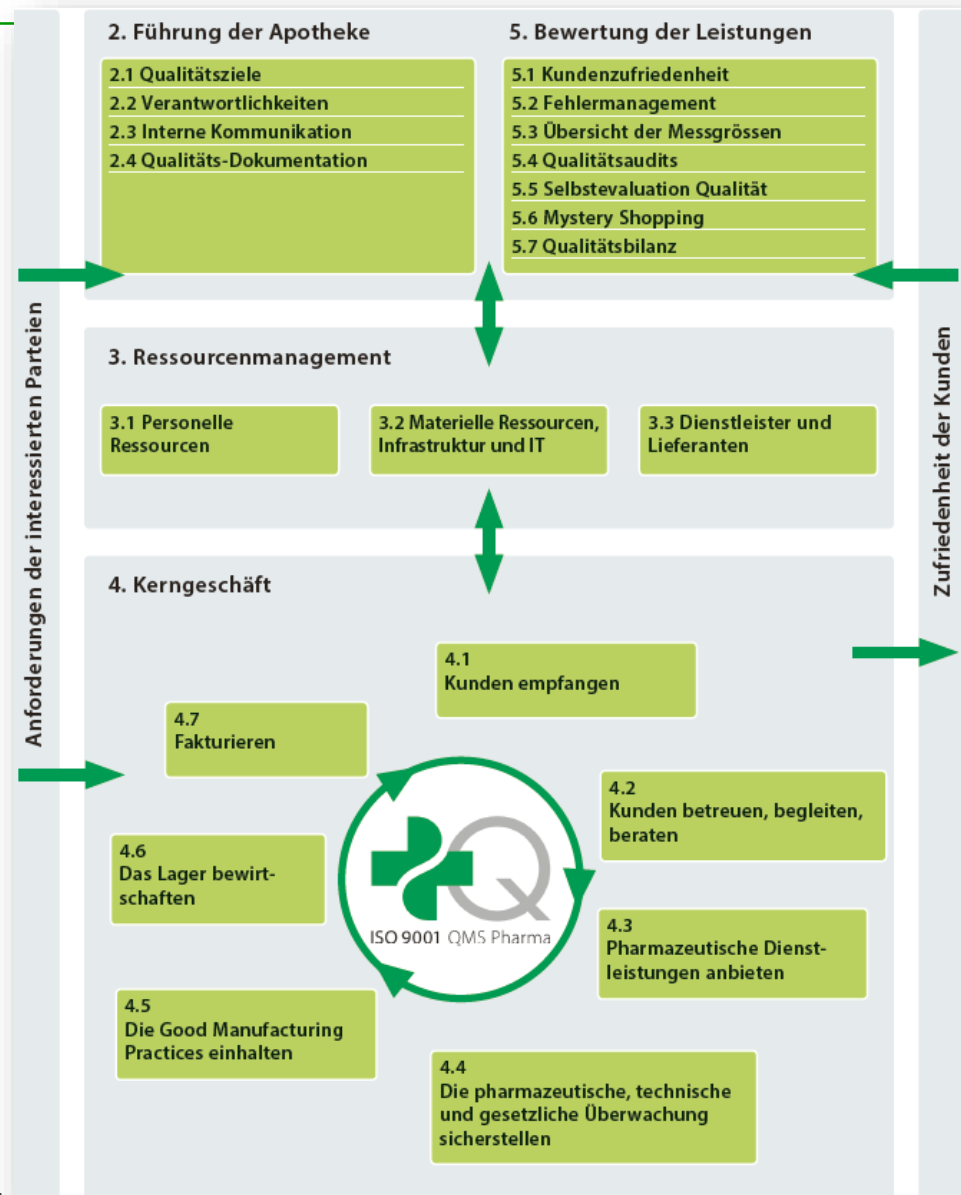 2. Führung der Apotheke
2.1 Qualitätsziele
2.2 Verantwortlichkeiten
2.3 Interne Kommunikation
2.4 Qualitäts-Dokumentation
5. Bewertung der Leistungen
5.1 Kundenzufriedenheit
5.2 Fehlermanagement
5.3 Übersicht der Messgrössen
5.4 Qualitätsaudits
5.5 Selbstevaluation Qualität
5.6 Mystery Shopping
5.7 Qualitätsbilanz
Anforderungen der interessierten Parteien
Zufriedenheit der Kunden
3. Ressourcenmanagement
3.1 Personelle
Ressourcen
3.2 Materielle Ressourcen,
Infrastruktur und IT
3.3 Dienstleister und
Lieferanten
4. Kerngeschäft
4.1
Kunden empfangen
4.2
Kunden betreuen, begleiten,
beraten
4.3
Pharmazeutische Dienst-
leistungen anbieten
4.4
Die pharmazeutische, technische
und gesetzliche Überwachung
sicherstellen
4.5
Die Good Manufacturing
Practices einhalten
4.6
Das Lager bewirt-
schaften
4.7
Fakturieren
Q
ISO 9001 QMS Pharma